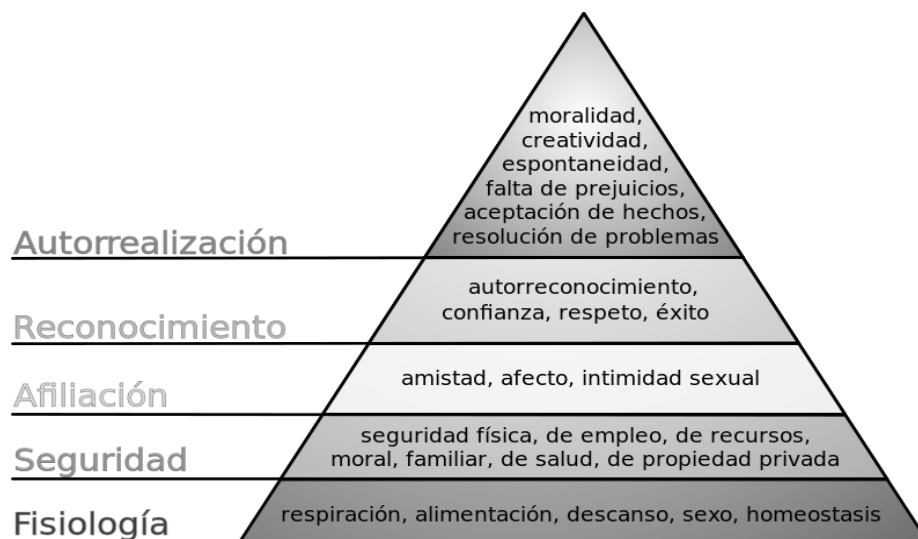 moralidad,
creatividad,
espontaneidad,
falta de prejuicios,
aceptación de hechos,
resolución de problemas
Autorrealización
autorreconocimiento,
confianza, respeto, éxito
Reconocimiento
amistad, afecto, intimidad sexual
Afiliación
seguridad física, de empleo, de recursos,
moral, familiar, de salud, de propiedad privada
Seguridad
respiración, alimentación, descanso, sexo, homeostasis
Fisiología